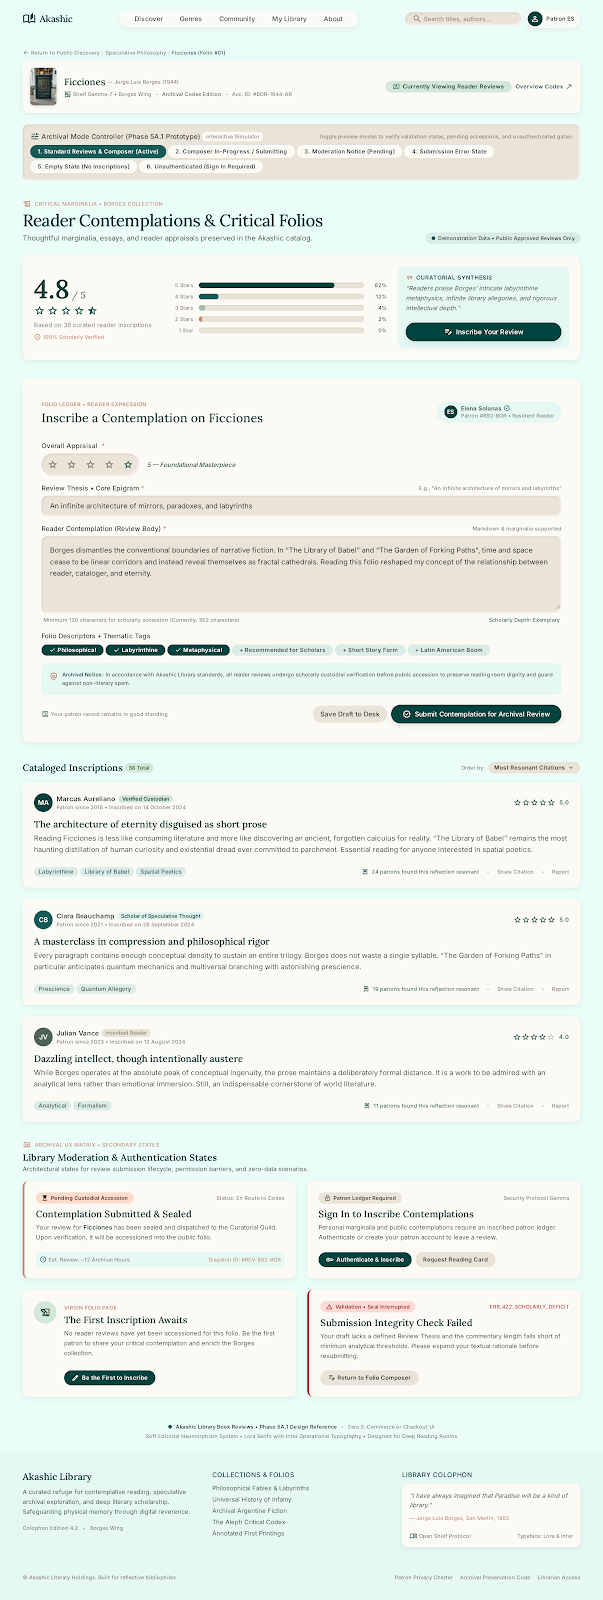 Akashic
Discover Genres Community My Library About
Search titles, authors...
Patron ES
← Return to Public Discovery / Speculative Philosophy / Ficciones (Folio #01)
Ficciones — Jorge Luis Borges (1944)
Shelf Gamma-7 • Borges Wing • Archival Codex Edition • Acc. ID: #BOR-1944-AR
Currently Viewing Reader Reviews
Overview Codex ↗
Archival Mode Controller (Phase 5A.1 Prototype) Interactive Simulator
Toggle preview modes to verify validation states, pending accessions, and unauthenticated gates:
1. Standard Reviews & Composer (Active)
2. Composer In-Progress / Submitting
3. Moderation Notice (Pending)
4. Submission Error State
5. Empty State (No Inscriptions)
6. Unauthenticated (Sign In Required)
CRITICAL MARGINALIA • BORGES COLLECTION
Reader Contemplations & Critical Folios
Thoughtful marginalia, essays, and reader appraisals preserved in the Akashic catalog.
Demonstration Data • Public Approved Reviews Only
4.8 / 5
Based on 38 curated reader inscriptions
100% Scholarly Verified
5 Stars 82%
4 Stars 12%
3 Stars 4%
2 Stars 2%
1 Star 0%
CURATORIAL SYNTHESIS
"Readers praise Borges' intricate labyrinthine
metaphysics, infinite library allegories, and rigorous
intellectual depth."
Inscribe Your Review
FOLIO LEDGER • READER EXPRESSION
Inscribe a Contemplation on Ficciones
ES
Elena Solanas
Patron #892-BOR • Resident Reader
Overall Appraisal *
5 — Foundational Masterpiece
Review Thesis • Core Epigram *
E.g., "An infinite architecture of mirrors and labyrinths"
An infinite architecture of mirrors, paradoxes, and labyrinths
Reader Contemplation (Review Body) *
Markdown & marginalia supported
Borges dismantles the conventional boundaries of narrative fiction. In "The Library of Babel" and "The Garden of Forking Paths", time and space
cease to be linear corridors and instead reveal themselves as fractal cathedrals. Reading this folio reshaped my concept of the relationship between
reader, cataloger, and eternity.
Minimum 120 characters for scholarly accession (Currently: 352 characters)
Scholarly Depth: Exemplary
Folio Descriptors • Thematic Tags
✓ Philosophical
✓ Labyrinthine
✓ Metaphysical
+ Recommended for Scholars
+ Short Story Form
+ Latin American Boom
Archival Notice: In accordance with Akashic Library standards, all reader reviews undergo scholarly custodial verification before public accession to preserve reading room dignity and guard
against non-literary spam.
Your patron record remains in good standing
Save Draft to Desk
Submit Contemplation for Archival Review
Cataloged Inscriptions 38 Total
Order by: Most Resonant Citations
MA
Marcus Aureliano Verified Custodian
Patron since 2018 • Inscribed on 14 October 2024
5.0
The architecture of eternity disguised as short prose
Reading Ficciones is less like consuming literature and more like discovering an ancient, forgotten calculus for reality. "The Library of Babel" remains the most
haunting distillation of human curiosity and existential dread ever committed to parchment. Essential reading for anyone interested in spatial poetics.
Labyrinthine Library of Babel Spatial Poetics
24 patrons found this reflection resonant • Share Citation • Report
CB
Clara Beauchamp Scholar of Speculative Thought
Patron since 2021 • Inscribed on 28 September 2024
5.0
A masterclass in compression and philosophical rigor
Every paragraph contains enough conceptual density to sustain an entire trilogy. Borges does not waste a single syllable. "The Garden of Forking Paths" in
particular anticipates quantum mechanics and multiversal branching with astonishing prescience.
Prescience Quantum Allegory
19 patrons found this reflection resonant • Share Citation • Report
JV
Julian Vance Inscribed Reader
Patron since 2023 • Inscribed on 12 August 2024
4.0
Dazzling intellect, though intentionally austere
While Borges operates at the absolute peak of conceptual ingenuity, the prose maintains a deliberately formal distance. It is a work to be admired with an
analytical lens rather than emotional immersion. Still, an indispensable cornerstone of world literature.
Analytical Formalism
11 patrons found this reflection resonant • Share Citation • Report
ARCHIVAL UX MATRIX • SECONDARY STATES
Library Moderation & Authentication States
Architectural states for review submission lifecycle, permission barriers, and zero-data scenarios.
Pending Custodial Accession
Status: En Route to Codex
Contemplation Submitted & Sealed
Your review for Ficciones has been sealed and dispatched to the Curatorial Guild.
Upon verification, it will be accessioned into the public folio.
Est. Review: ~12 Archival Hours
Dispatch ID: #REV-892-BOR
Patron Ledger Required
Security Protocol Gamma
Sign In to Inscribe Contemplations
Personal marginalia and public contemplations require an inscribed patron ledger.
Authenticate or create your patron account to leave a review.
Authenticate & Inscribe
Request Reading Card
VIRGIN FOLIO PAGE
The First Inscription Awaits
No reader reviews have yet been accessioned for this folio. Be the first
patron to share your critical contemplation and enrich the Borges
collection.
Be the First to Inscribe
Validation • Seal Interrupted
ERR_422_SCHOLARLY_DEFICIT
Submission Integrity Check Failed
Your draft lacks a defined Review Thesis and the commentary length falls short of
minimum analytical thresholds. Please expand your textual rationale before
resubmitting.
Return to Folio Composer
Akashic Library Book Reviews • Phase 5A.1 Design Reference • Zero E-Commerce or Checkout UI
Soft Editorial Neumorphism System • Lora Serifs with Inter Operational Typography • Designed for Deep Reading Rooms
Akashic Library
A curated refuge for contemplative reading, speculative
archival exploration, and deep literary scholarship.
Safeguarding physical memory through digital reverence.
Colophon Edition 4.2 • Borges Wing
COLLECTIONS & FOLIOS
Philosophical Fables & Labyrinths
Universal History of Infamy
Archival Argentine Fiction
The Aleph Critical Codex
Annotated First Printings
LIBRARY COLOPHON
"I have always imagined that Paradise will be a kind of
library."
— Jorge Luis Borges, San Martín, 1955
Open Shelf Protocol
Typeface: Lora & Inter
© Akashic Literary Holdings. Built for reflective bibliophiles.
Patron Privacy Charter Archival Preservation Code Librarian Access